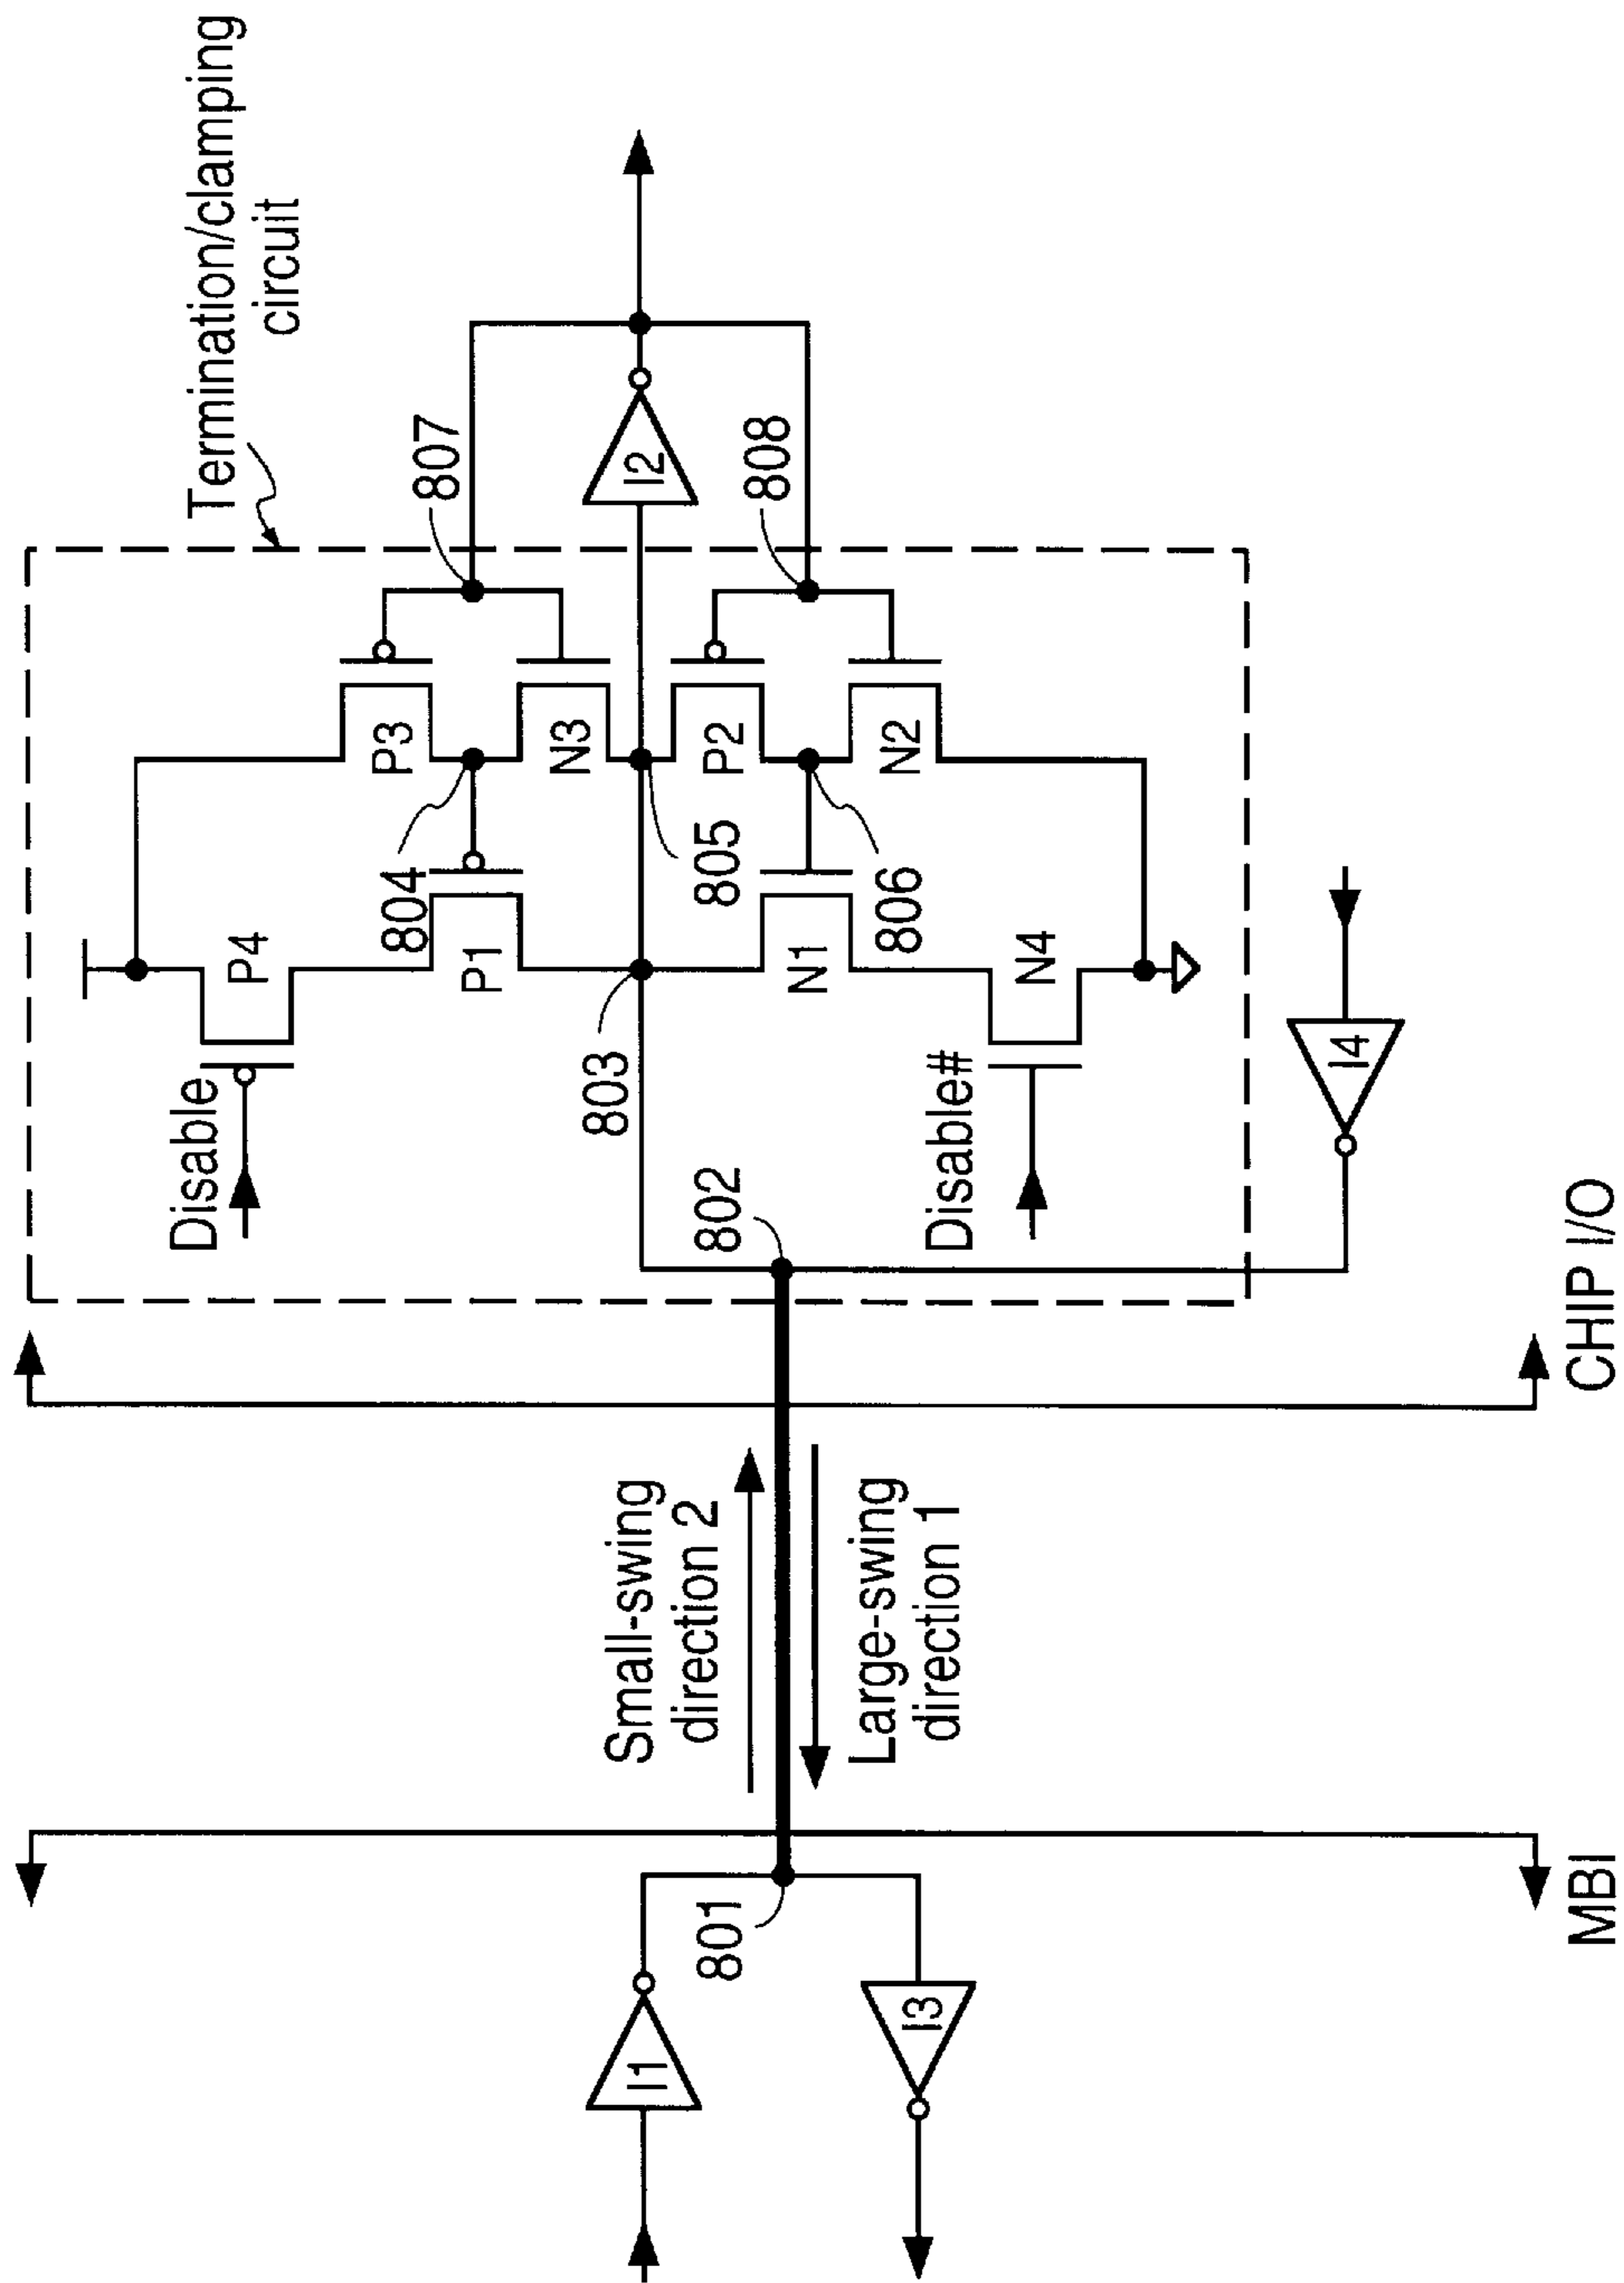 Termination/clamping
circuit
Disable
P4
804
P3
807
P1
N3
803
805
I2
802
P2
808
N1
806
N2
Disable#
N4
I4
Small-swing
direction 2
Large-swing
direction 1
I1
801
I3
MBI
CHIP I/O